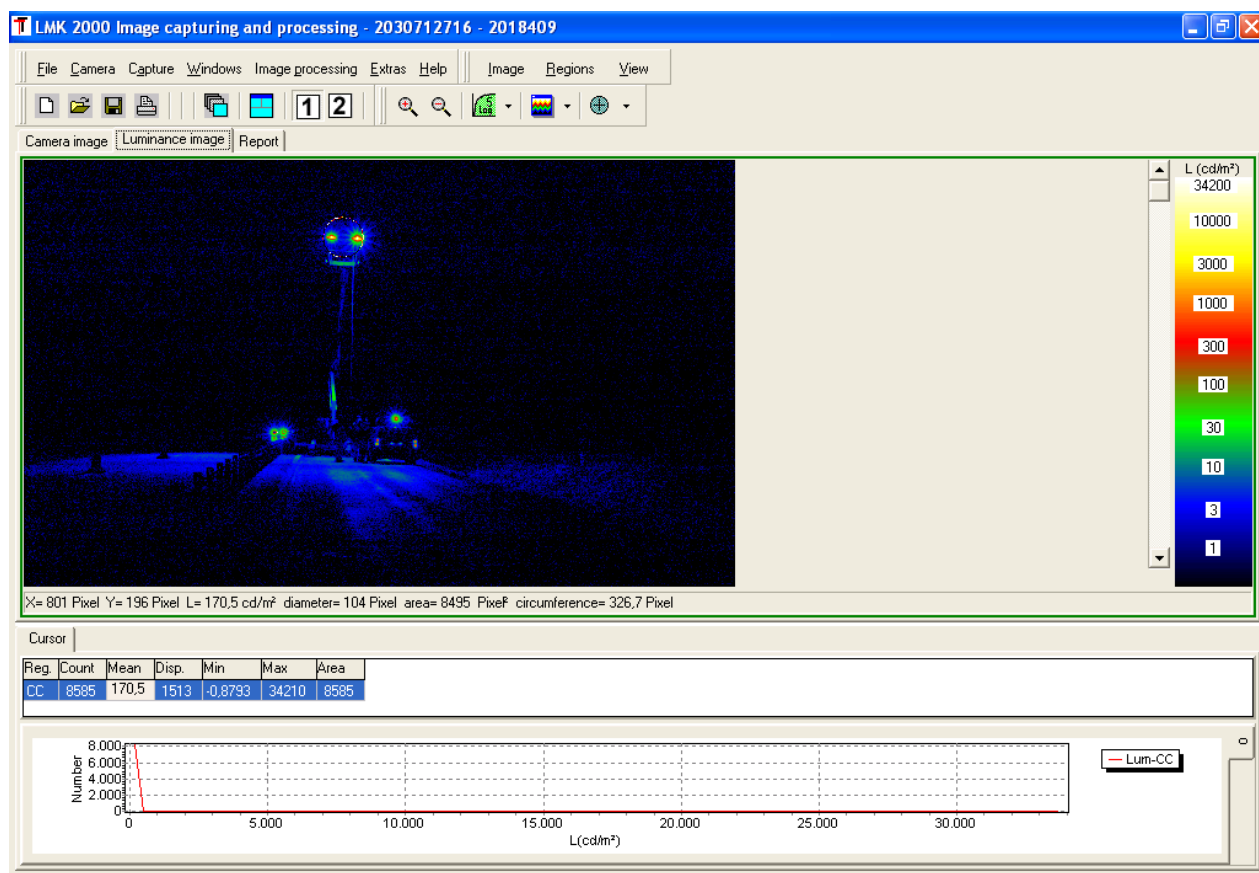 LMK 2000 Image capturing and processing - 2030712716 - 2018409
File Camera Capture Windows Image processing Extras Help Image Regions View
1 2 5 Log
Camera image Luminance image Report
L (cd/m²)
34200
10000
3000
1000
300
100
30
10
3
1
X= 801 Pixel Y= 196 Pixel L= 170,5 cd/m² diameter= 104 Pixel area= 8495 Pixel² circumference= 326,7 Pixel
Cursor
Reg. Count Mean Disp. Min Max Area
CC 8585 170,5 1513 -0,8793 34210 8585
Number
8.000
6.000
4.000
2.000
0
0 5.000 10.000 15.000 20.000 25.000 30.000
L(cd/m²)
Lum-CC
0